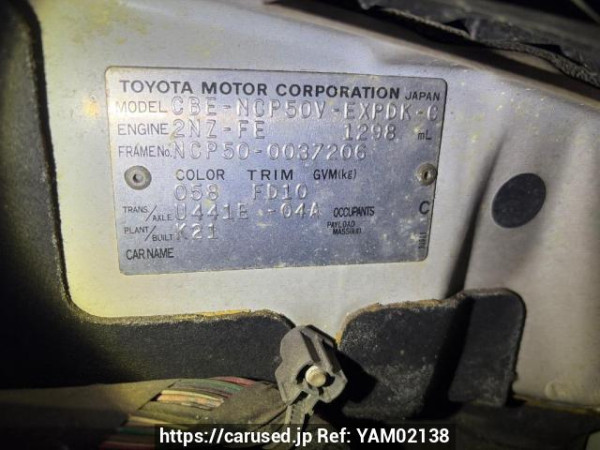 TOYOTA MOTOR CORPORATION JAPAN
MODEL CBE-NCP50V-EXPDK-C
ENGINE 2NZ-FE 1298 mL
FRAME No. NCP50-0037206
COLOR TRIM GVM(kg)
058 FD10
TRANS./AXLE U441E -04A OCCUPANTS C
PLANT/BUILT K21 PAYLOAD
CAR NAME
https://carused.jp Ref: YAM02138